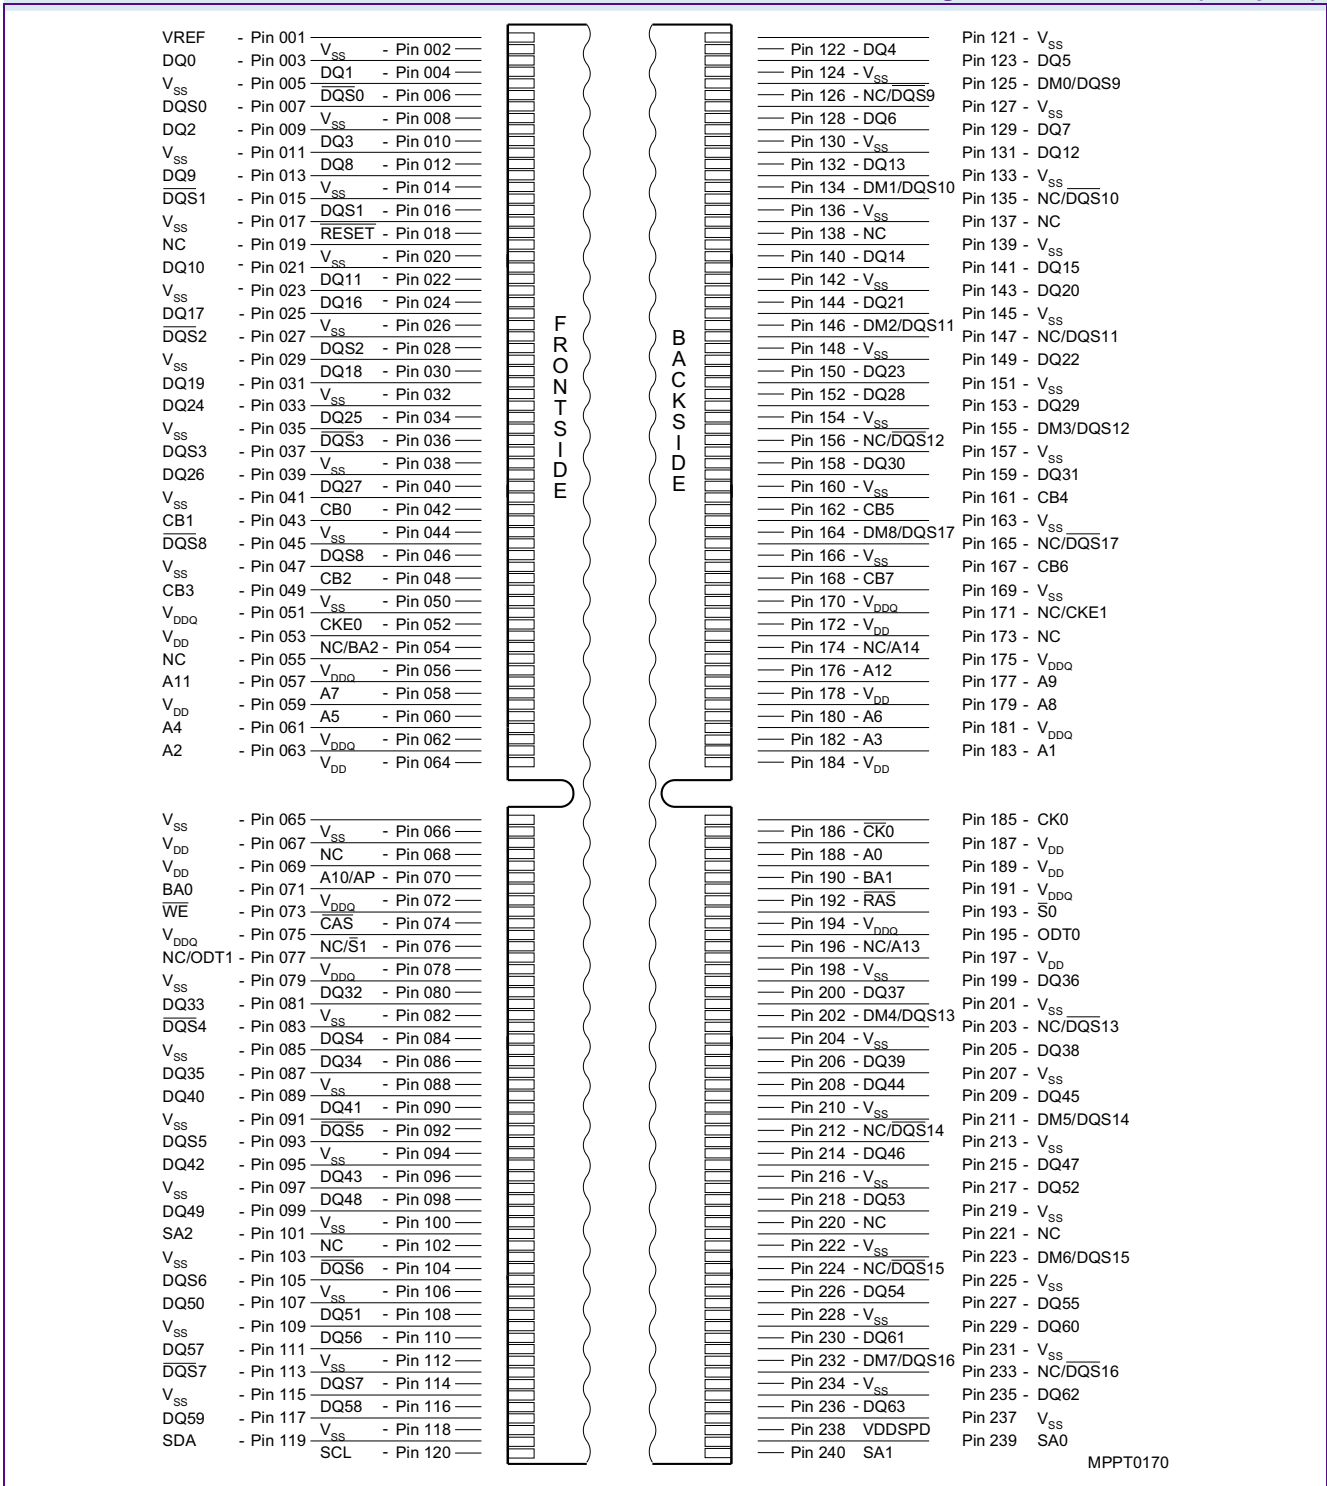 VREF - Pin 001 Pin 121 - VSS
VSS - Pin 002 Pin 122 - DQ4
DQ0 - Pin 003 Pin 123 - DQ5
DQ1 - Pin 004 Pin 124 - VSS
VSS - Pin 005 Pin 125 - DM0/DQS9
DQS0 - Pin 006 Pin 126 - NC/DQS9
DQS0 - Pin 007 Pin 127 - VSS
VSS - Pin 008 Pin 128 - DQ6
DQ2 - Pin 009 Pin 129 - DQ7
DQ3 - Pin 010 Pin 130 - VSS
VSS - Pin 011 Pin 131 - DQ12
DQ8 - Pin 012 Pin 132 - DQ13
DQ9 - Pin 013 Pin 133 - VSS
VSS - Pin 014 Pin 134 - DM1/DQS10
DQS1 - Pin 015 Pin 135 - NC/DQS10
DQS1 - Pin 016 Pin 136 - VSS
VSS - Pin 017 Pin 137 - NC
RESET - Pin 018 Pin 138 - NC
NC - Pin 019 Pin 139 - VSS
VSS - Pin 020 Pin 140 - DQ14
DQ10 - Pin 021 Pin 141 - DQ15
DQ11 - Pin 022 Pin 142 - VSS
VSS - Pin 023 Pin 143 - DQ20
DQ16 - Pin 024 Pin 144 - DQ21
DQ17 - Pin 025 Pin 145 - VSS
VSS - Pin 026 Pin 146 - DM2/DQS11
DQS2 - Pin 027 Pin 147 - NC/DQS11
DQS2 - Pin 028 Pin 148 - VSS
VSS - Pin 029 Pin 149 - DQ22
DQ18 - Pin 030 Pin 150 - DQ23
DQ19 - Pin 031 Pin 151 - VSS
VSS - Pin 032 Pin 152 - DQ28
DQ24 - Pin 033 Pin 153 - DQ29
DQ25 - Pin 034 Pin 154 - VSS
VSS - Pin 035 Pin 155 - DM3/DQS12
DQS3 - Pin 036 Pin 156 - NC/DQS12
DQS3 - Pin 037 Pin 157 - VSS
VSS - Pin 038 Pin 158 - DQ30
DQ26 - Pin 039 Pin 159 - DQ31
DQ27 - Pin 040 Pin 160 - VSS
VSS - Pin 041 Pin 161 - CB4
CB0 - Pin 042 Pin 162 - CB5
CB1 - Pin 043 Pin 163 - VSS
VSS - Pin 044 Pin 164 - DM8/DQS17
DQS8 - Pin 045 Pin 165 - NC/DQS17
DQS8 - Pin 046 Pin 166 - VSS
VSS - Pin 047 Pin 167 - CB6
CB2 - Pin 048 Pin 168 - CB7
CB3 - Pin 049 Pin 169 - VSS
VSS - Pin 050 Pin 170 - VDDQ
VDDQ - Pin 051 Pin 171 - NC/CKE1
CKE0 - Pin 052 Pin 172 - VDD
VDD - Pin 053 Pin 173 - NC
NC/BA2 - Pin 054 Pin 174 - NC/A14
NC - Pin 055 Pin 175 - VDDQ
VDDQ - Pin 056 Pin 176 - A12
A11 - Pin 057 Pin 177 - A9
A7 - Pin 058 Pin 178 - VDD
VDD - Pin 059 Pin 179 - A8
A5 - Pin 060 Pin 180 - A6
A4 - Pin 061 Pin 181 - VDDQ
VDDQ - Pin 062 Pin 182 - A3
A2 - Pin 063 Pin 183 - A1
VDD - Pin 064 Pin 184 - VDD
FRONTSIDE
BACKSIDE
VSS - Pin 065 Pin 185 - CK0
VSS - Pin 066 Pin 186 - CK0
VDD - Pin 067 Pin 187 - VDD
NC - Pin 068 Pin 188 - A0
VDD - Pin 069 Pin 189 - VDD
A10/AP - Pin 070 Pin 190 - BA1
BA0 - Pin 071 Pin 191 - VDDQ
VDDQ - Pin 072 Pin 192 - RAS
WE - Pin 073 Pin 193 - S0
CAS - Pin 074 Pin 194 - VDDQ
VDDQ - Pin 075 Pin 195 - ODT0
NC/S1 - Pin 076 Pin 196 - NC/A13
NC/ODT1 - Pin 077 Pin 197 - VDD
VDDQ - Pin 078 Pin 198 - VSS
VSS - Pin 079 Pin 199 - DQ36
DQ32 - Pin 080 Pin 200 - DQ37
DQ33 - Pin 081 Pin 201 - VSS
VSS - Pin 082 Pin 202 - DM4/DQS13
DQS4 - Pin 083 Pin 203 - NC/DQS13
DQS4 - Pin 084 Pin 204 - VSS
VSS - Pin 085 Pin 205 - DQ38
DQ34 - Pin 086 Pin 206 - DQ39
DQ35 - Pin 087 Pin 207 - VSS
VSS - Pin 088 Pin 208 - DQ44
DQ40 - Pin 089 Pin 209 - DQ45
DQ41 - Pin 090 Pin 210 - VSS
VSS - Pin 091 Pin 211 - DM5/DQS14
DQS5 - Pin 092 Pin 212 - NC/DQS14
DQS5 - Pin 093 Pin 213 - VSS
VSS - Pin 094 Pin 214 - DQ46
DQ42 - Pin 095 Pin 215 - DQ47
DQ43 - Pin 096 Pin 216 - VSS
VSS - Pin 097 Pin 217 - DQ52
DQ48 - Pin 098 Pin 218 - DQ53
DQ49 - Pin 099 Pin 219 - VSS
VSS - Pin 100 Pin 220 - NC
SA2 - Pin 101 Pin 221 - NC
NC - Pin 102 Pin 222 - VSS
VSS - Pin 103 Pin 223 - DM6/DQS15
DQS6 - Pin 104 Pin 224 - NC/DQS15
DQS6 - Pin 105 Pin 225 - VSS
VSS - Pin 106 Pin 226 - DQ54
DQ50 - Pin 107 Pin 227 - DQ55
DQ51 - Pin 108 Pin 228 - VSS
VSS - Pin 109 Pin 229 - DQ60
DQ56 - Pin 110 Pin 230 - DQ61
DQ57 - Pin 111 Pin 231 - VSS
VSS - Pin 112 Pin 232 - DM7/DQS16
DQS7 - Pin 113 Pin 233 - NC/DQS16
DQS7 - Pin 114 Pin 234 - VSS
VSS - Pin 115 Pin 235 - DQ62
DQ58 - Pin 116 Pin 236 - DQ63
DQ59 - Pin 117 Pin 237 VSS
VSS - Pin 118 Pin 238 VDDSPD
SDA - Pin 119 Pin 239 SA0
SCL - Pin 120 Pin 240 SA1
MPPT0170